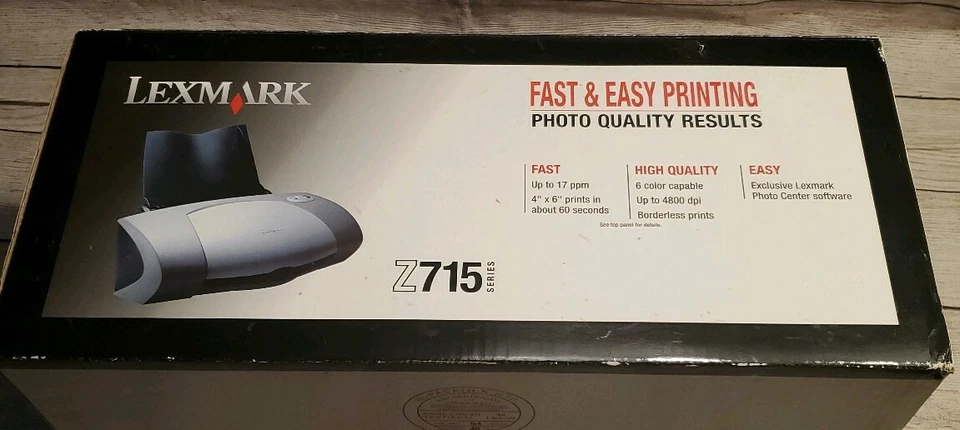 LEXMARK
FAST & EASY PRINTING
PHOTO QUALITY RESULTS
FAST
Up to 17 ppm
4" x 6" prints in
about 60 seconds
HIGH QUALITY
6 color capable
Up to 4800 dpi
Borderless prints
EASY
Exclusive Lexmark
Photo Center software
See top panel for details.
Z715 SERIES